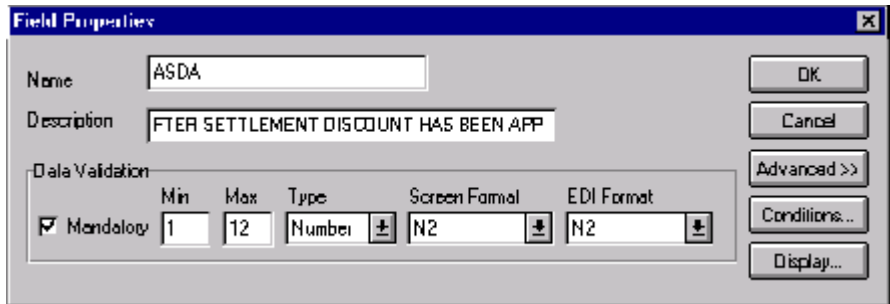 Field Properties
Name ASDA OK
Description FTER SETTLEMENT DISCOUNT HAS BEEN APP Cancel
Data Validation Advanced >>
Min Max Type Screen Format EDI Format
Mandatory 1 12 Number N2 N2 Conditions...
Display...